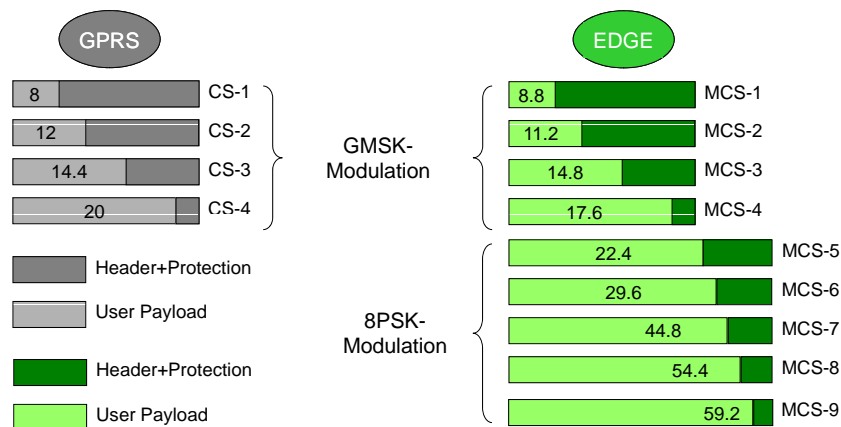 GPRS
EDGE
8 CS-1
12 CS-2
14.4 CS-3
20 CS-4
GMSK-
Modulation
8.8 MCS-1
11.2 MCS-2
14.8 MCS-3
17.6 MCS-4
Header+Protection
User Payload
Header+Protection
User Payload
8PSK-
Modulation
22.4 MCS-5
29.6 MCS-6
44.8 MCS-7
54.4 MCS-8
59.2 MCS-9